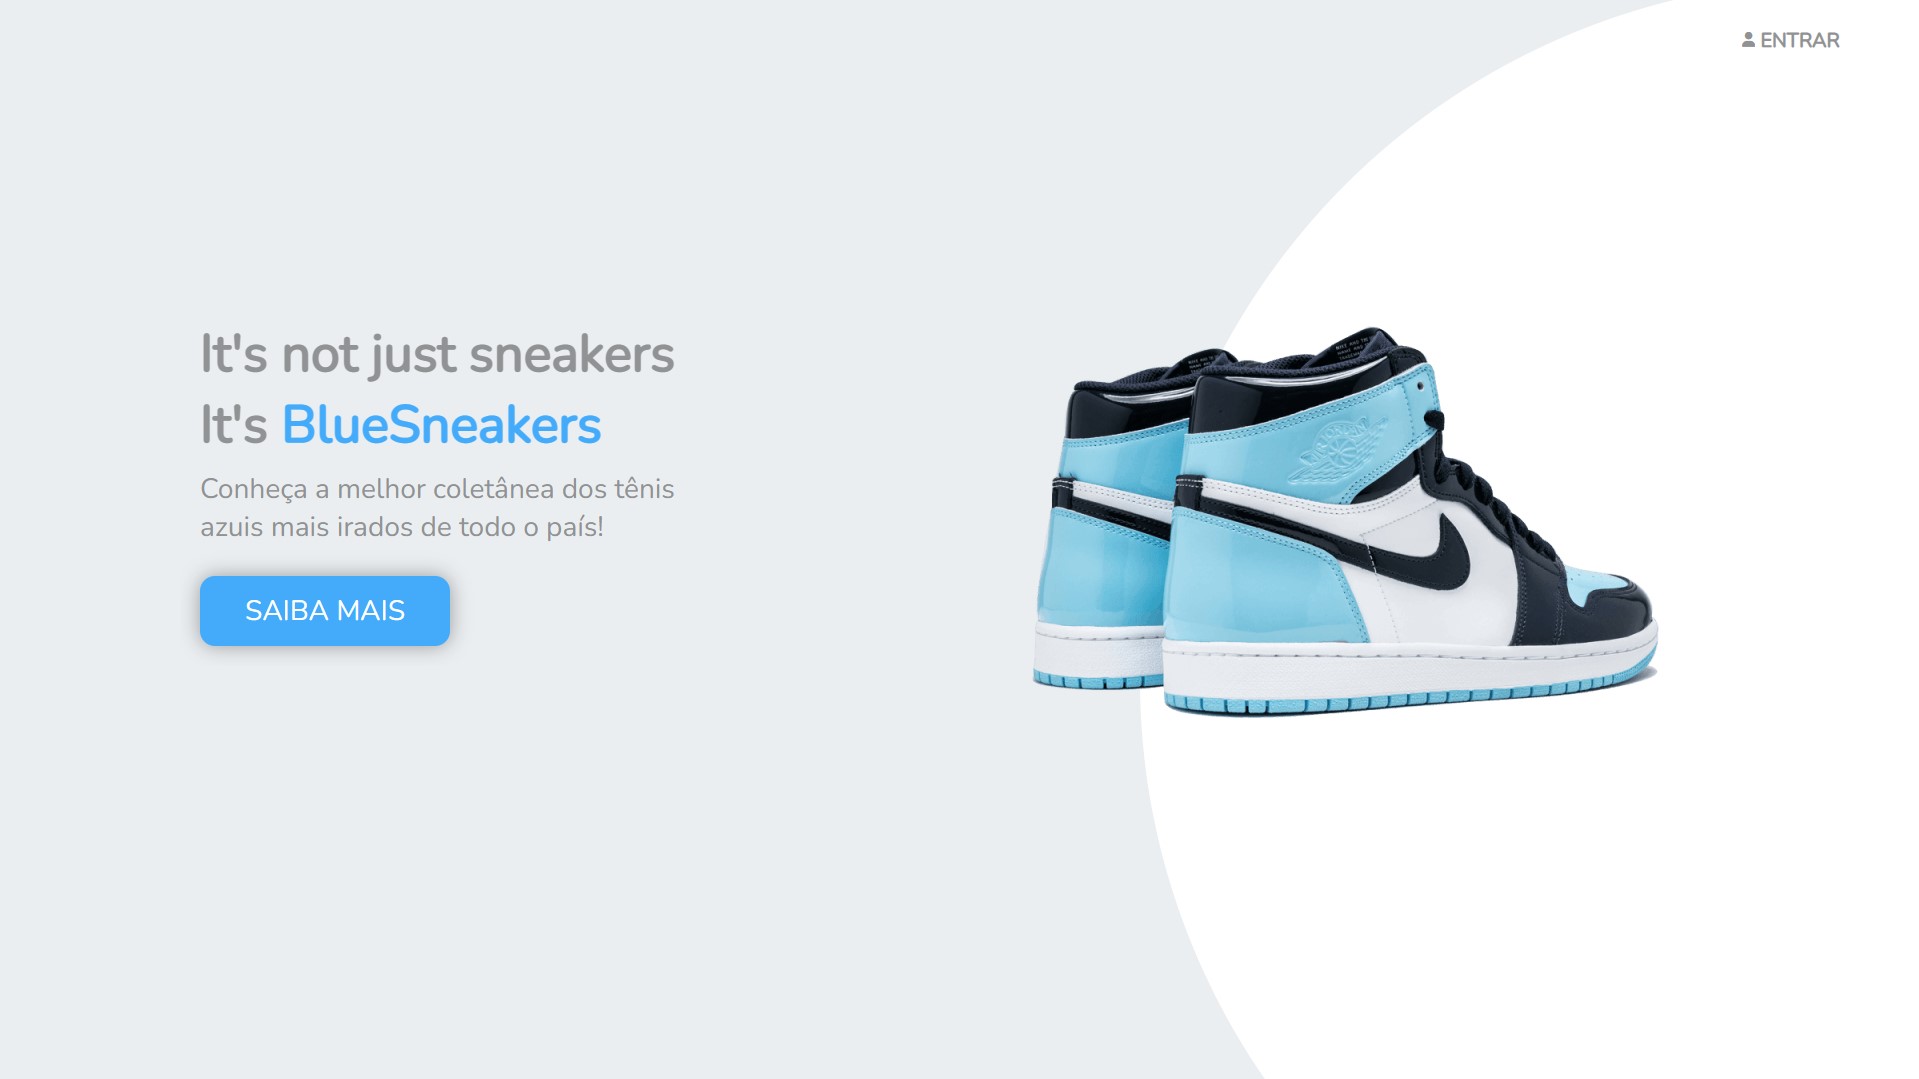 ENTRAR
It's not just sneakers
It's BlueSneakers
Conheça a melhor coletânea dos tênis
azuis mais irados de todo o país!
SAIBA MAIS